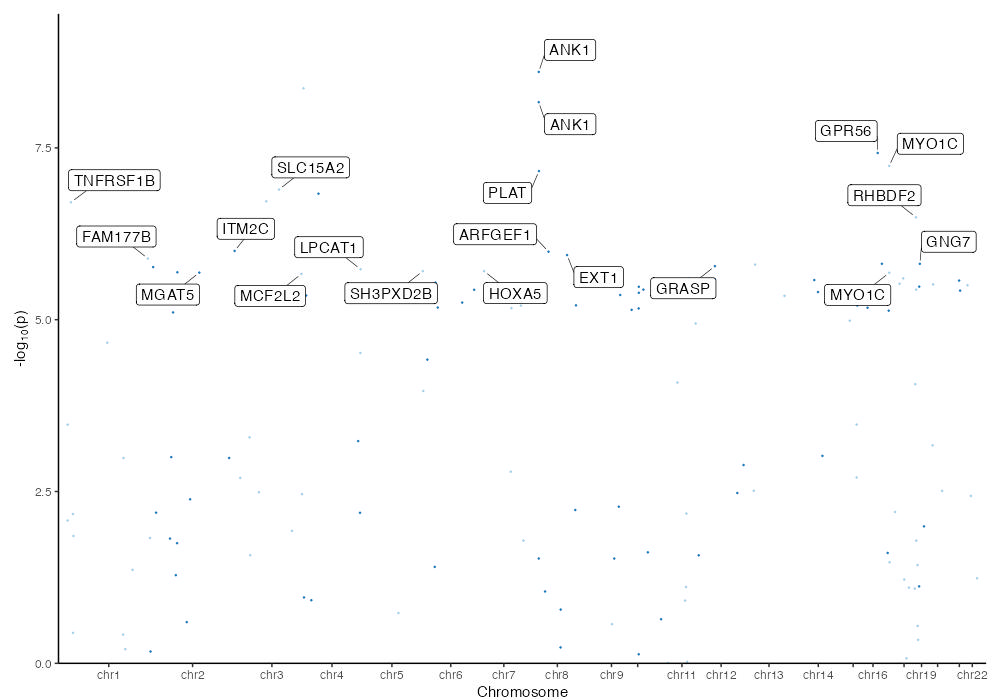 ANK1
ANK1
GPR56
MYO1C
7.5
SLC15A2
TNFRSF1B
PLAT
RHBDF2
ITM2C
FAM177B
ARFGEF1
GNG7
LPCAT1
EXT1
MGAT5
MCF2L2
SH3PXD2B
HOXA5
GRASP
MYO1C
5.0
-log10(p)
2.5
0.0
chr1 chr2 chr3 chr4 chr5 chr6 chr7 chr8 chr9 chr11 chr12 chr13 chr14 chr16 chr19 chr22
Chromosome